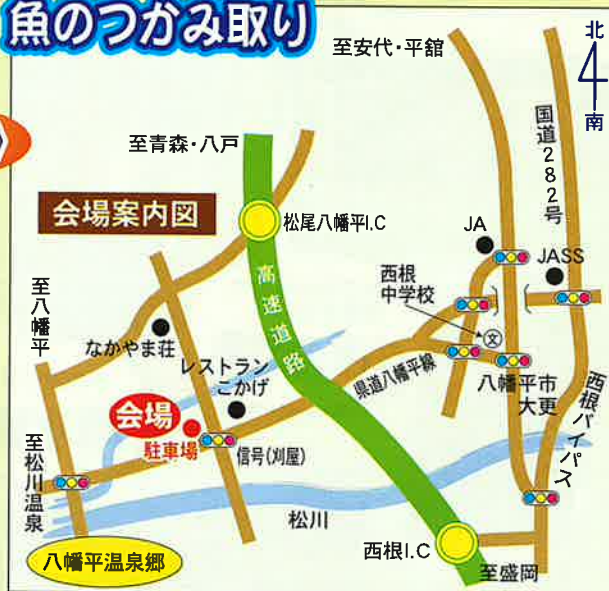 魚のつかみ取り
至安代・平舘
北
南
至青森・八戸
国道282号
会場案内図
松尾八幡平I.C
JA
JASS
高速道路
西根
中学校
文
至八幡平
なかやま荘
レストラン
こかげ
県道八幡平線
八幡平市
大更
西根バイパス
会場
駐車場
信号(刈屋)
至松川温泉
松川
西根I.C
八幡平温泉郷
至盛岡